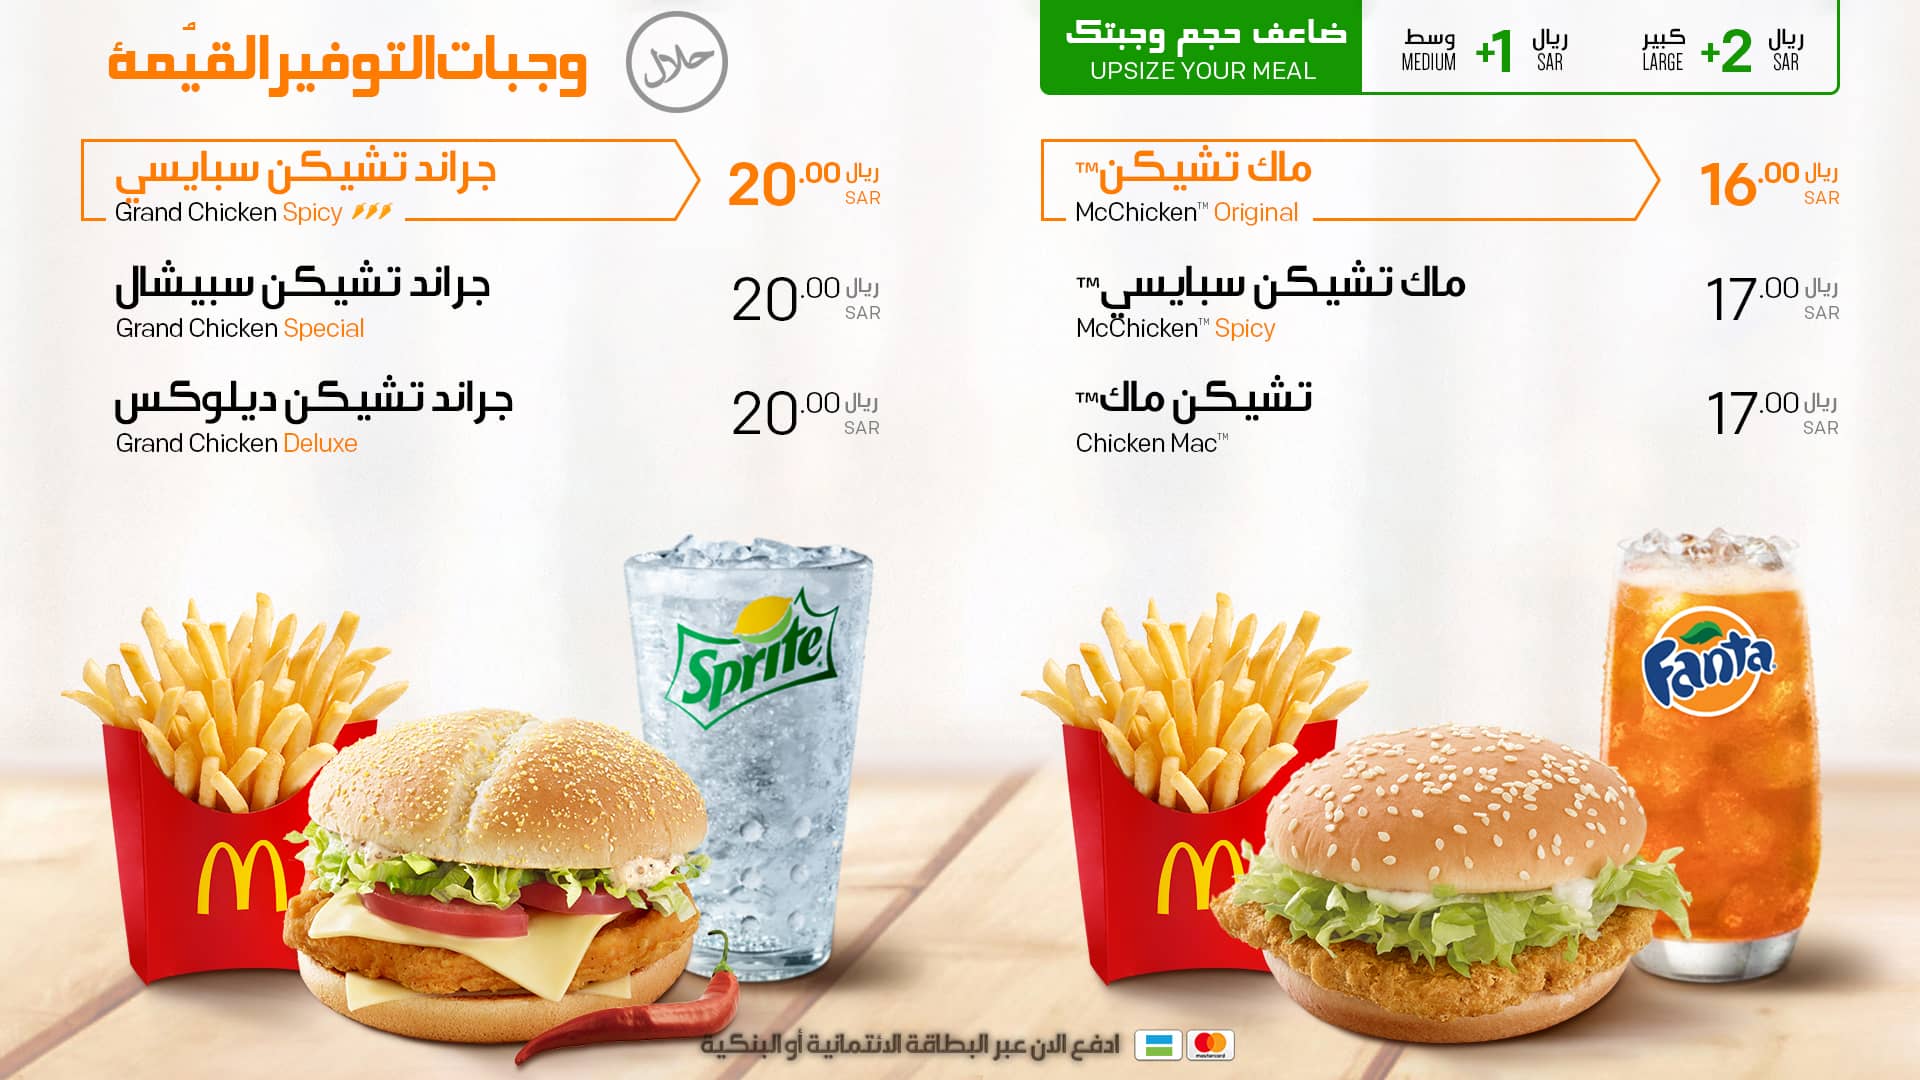 وجبات التوفير القيّمة
حلال
جراند تشيكن سبايسي
Grand Chicken Spicy
20.00 ريال
SAR
جراند تشيكن سبيشال
Grand Chicken Special
20.00 ريال
SAR
جراند تشيكن ديلوكس
Grand Chicken Deluxe
20.00 ريال
SAR
ضاعف حجم وجبتك
UPSIZE YOUR MEAL
وسط
MEDIUM
+1
ريال
SAR
كبير
LARGE
+2
ريال
SAR
ماك تشيكن™
McChicken™ Original
16.00 ريال
SAR
ماك تشيكن سبايسي™
McChicken™ Spicy
17.00 ريال
SAR
تشيكن ماك™
Chicken Mac™
17.00 ريال
SAR
Sprite
Fanta
ادفع الان عبر البطاقة الائتمانية أو البنكية
mastercard